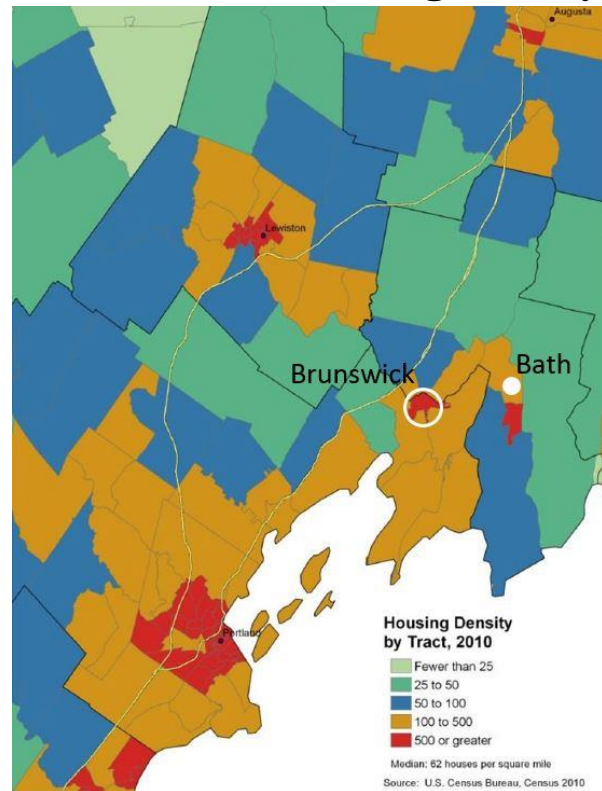 Augusta
Lewiston
Brunswick
Bath
Portland
Housing Density
by Tract, 2010
Fewer than 25
25 to 50
50 to 100
100 to 500
500 or greater
Median: 62 houses per square mile
Source: U.S. Census Bureau, Census 2010